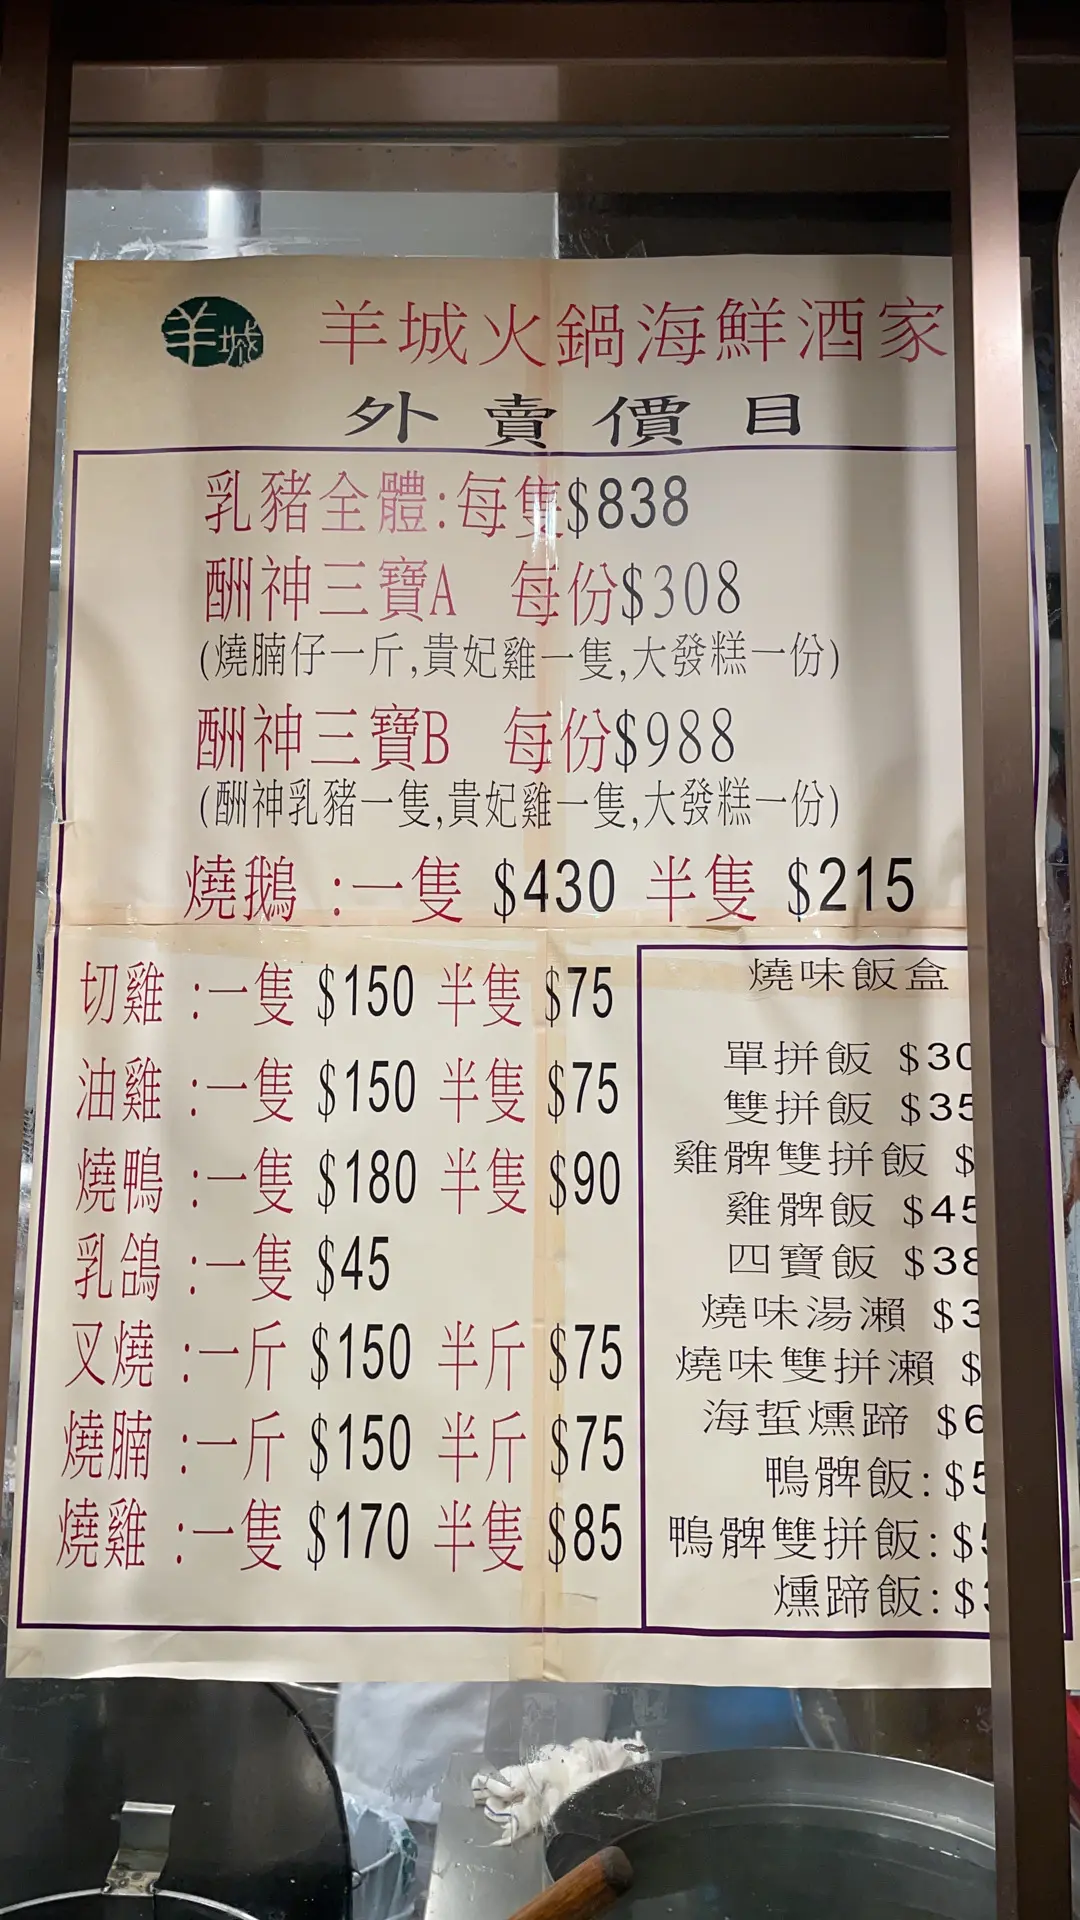 羊城
羊城火鍋海鮮酒家
外賣價目
乳豬全體:每隻$838
酬神三寶A 每份$308
(燒腩仔一斤,貴妃雞一隻,大發糕一份)
酬神三寶B 每份$988
(酬神乳豬一隻,貴妃雞一隻,大發糕一份)
燒鵝 :一隻 $430 半隻 $215
切雞 :一隻 $150 半隻 $75
油雞 :一隻 $150 半隻 $75
燒鴨 :一隻 $180 半隻 $90
乳鴿 :一隻 $45
叉燒 :一斤 $150 半斤 $75
燒腩 :一斤 $150 半斤 $75
燒雞 :一隻 $170 半隻 $85
燒味飯盒
單拼飯 $30
雙拼飯 $35
雞髀雙拼飯 $
雞髀飯 $45
四寶飯 $38
燒味湯瀨 $3
燒味雙拼瀨 $
海蜇燻蹄 $6
鴨髀飯:$5
鴨髀雙拼飯:$
燻蹄飯:$